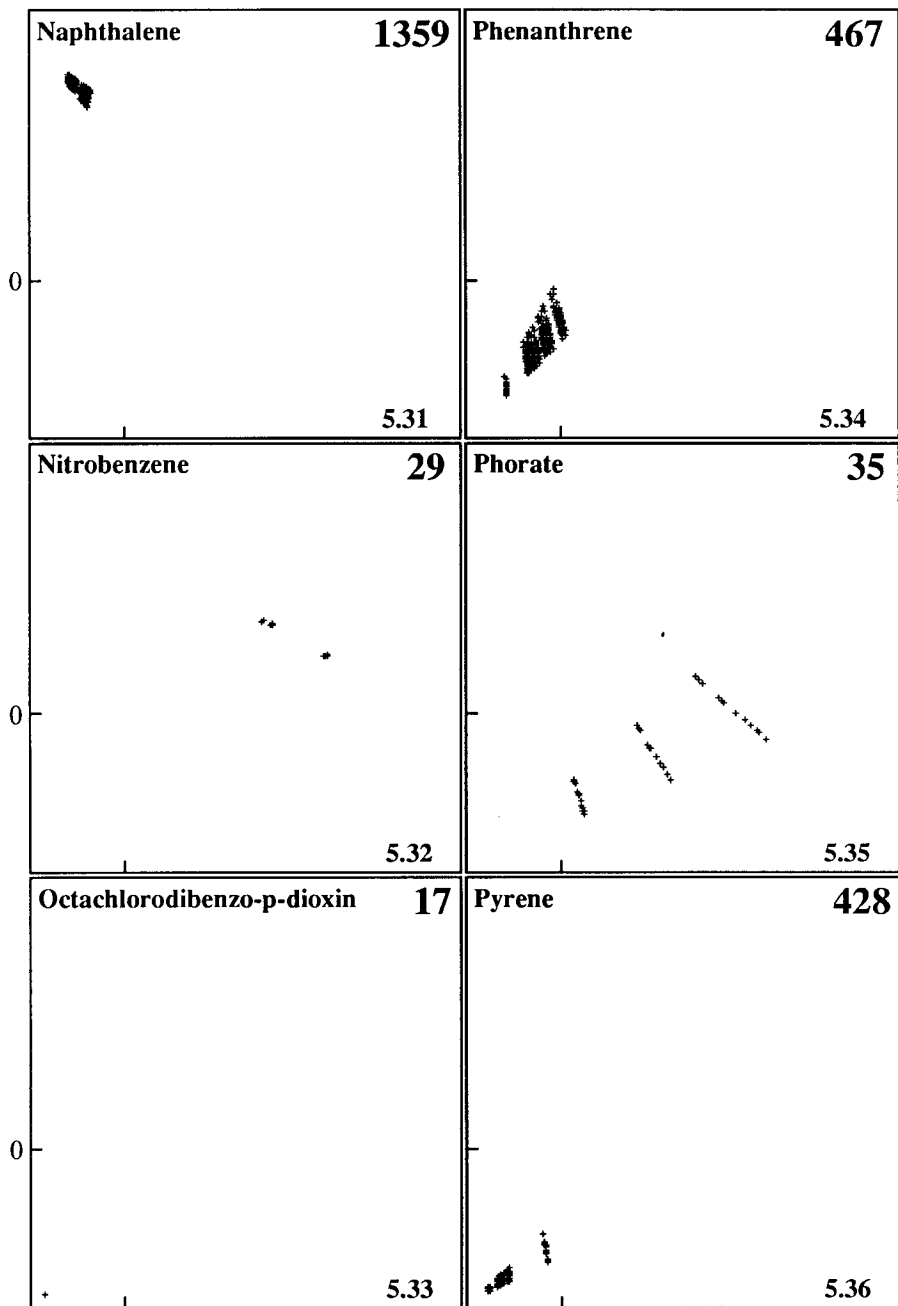 Naphthalene 1359
0
5.31
Phenanthrene 467
5.34
Nitrobenzene 29
0
5.32
Phorate 35
5.35
Octachlorodibenzo-p-dioxin 17
0
5.33
Pyrene 428
5.36